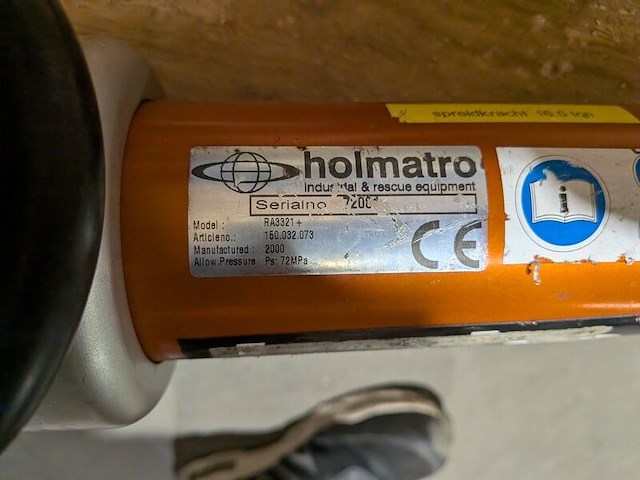 spreidkracht 16.5 ton
holmatro
industrial & rescue equipment
Serialno
Model : RA3321+
Articleno.: 150.032.073
Manufactured : 2000
Allow.Pressure Ps: 72MPa
CE